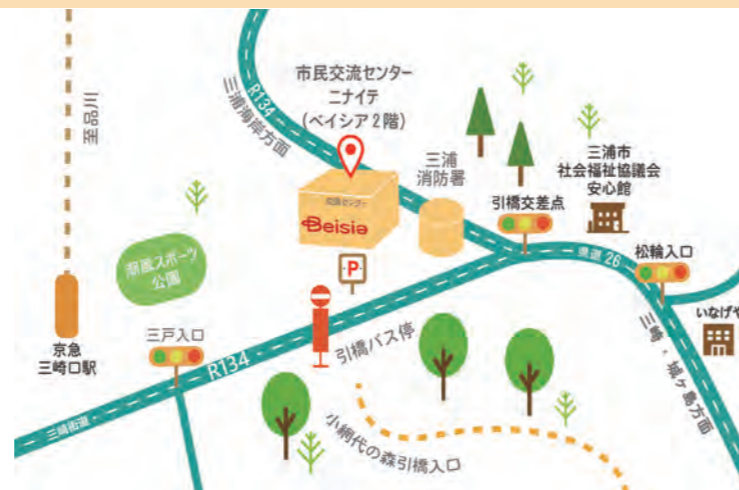 至品川
R134
三浦海岸方面
市民交流センター
ニナイテ
(ベイシア2階)
三浦
消防署
引橋交差点
三浦市
社会福祉協議会
安心館
Beisia
P
県道26
松輪入口
いなげや
三崎・城ヶ島方面
潮風スポーツ
公園
京急
三崎口駅
三戸入口
R134
引橋バス停
三崎街道
小網代の森引橋入口